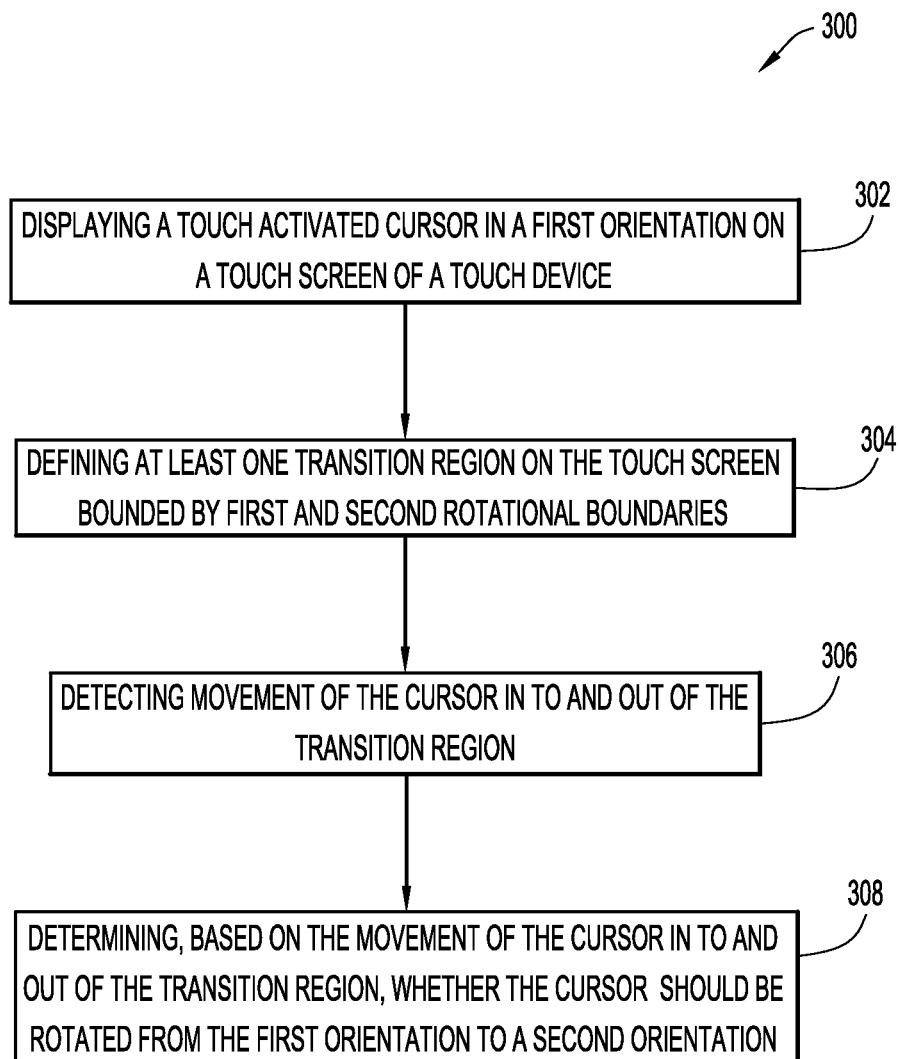 300
302
DISPLAYING A TOUCH ACTIVATED CURSOR IN A FIRST ORIENTATION ON
A TOUCH SCREEN OF A TOUCH DEVICE
304
DEFINING AT LEAST ONE TRANSITION REGION ON THE TOUCH SCREEN
BOUNDED BY FIRST AND SECOND ROTATIONAL BOUNDARIES
306
DETECTING MOVEMENT OF THE CURSOR IN TO AND OUT OF THE
TRANSITION REGION
308
DETERMINING, BASED ON THE MOVEMENT OF THE CURSOR IN TO AND
OUT OF THE TRANSITION REGION, WHETHER THE CURSOR SHOULD BE
ROTATED FROM THE FIRST ORIENTATION TO A SECOND ORIENTATION